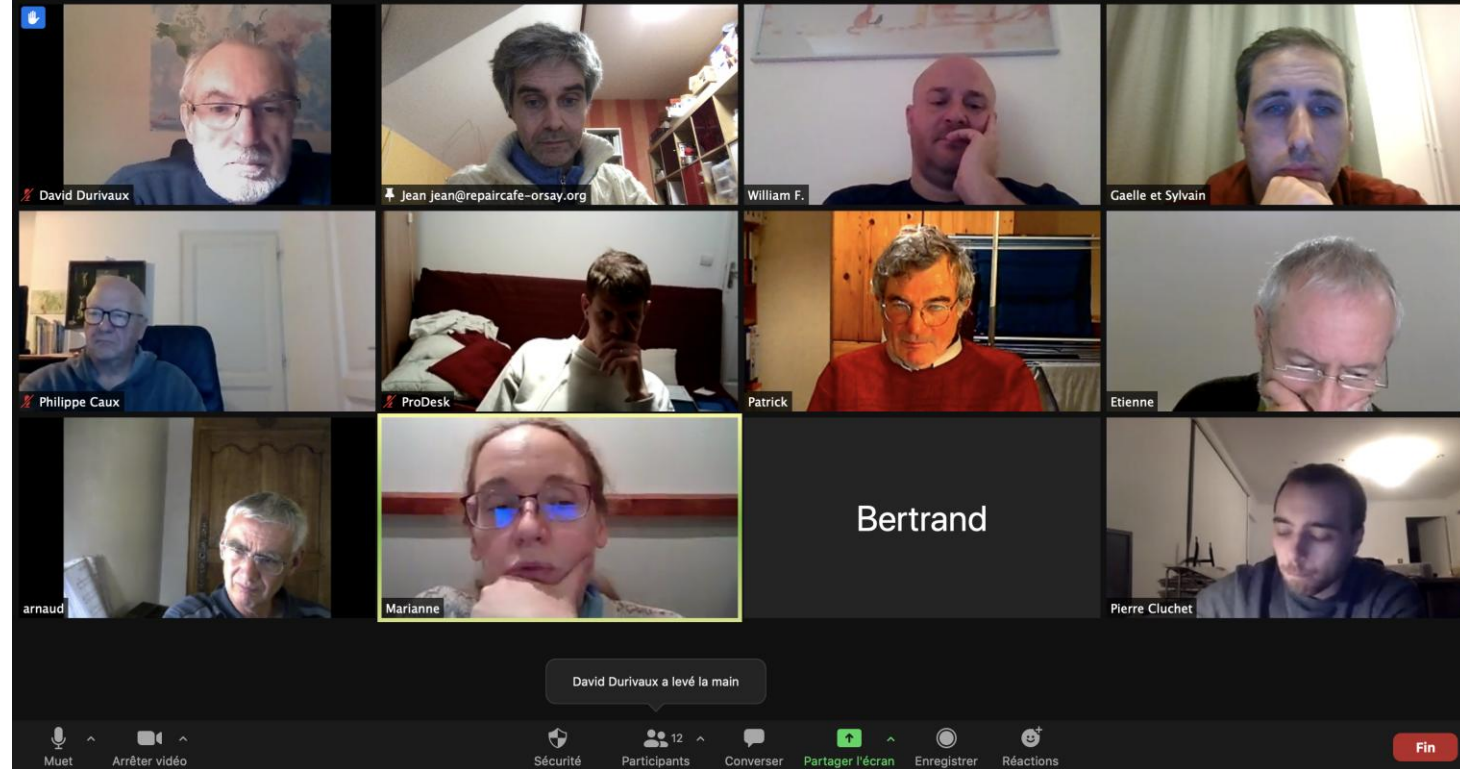 David Durivaux
Jean jean@repaircafe-orsay.org
William F.
Gaelle et Sylvain
Philippe Caux
ProDesk
Patrick
Etienne
arnaud
Marianne
Bertrand
Pierre Cluchet
David Durivaux a levé la main
Muet
Arrêter vidéo
Sécurité
12
Participants
Converser
Partager l'écran
Enregistrer
Réactions
Fin